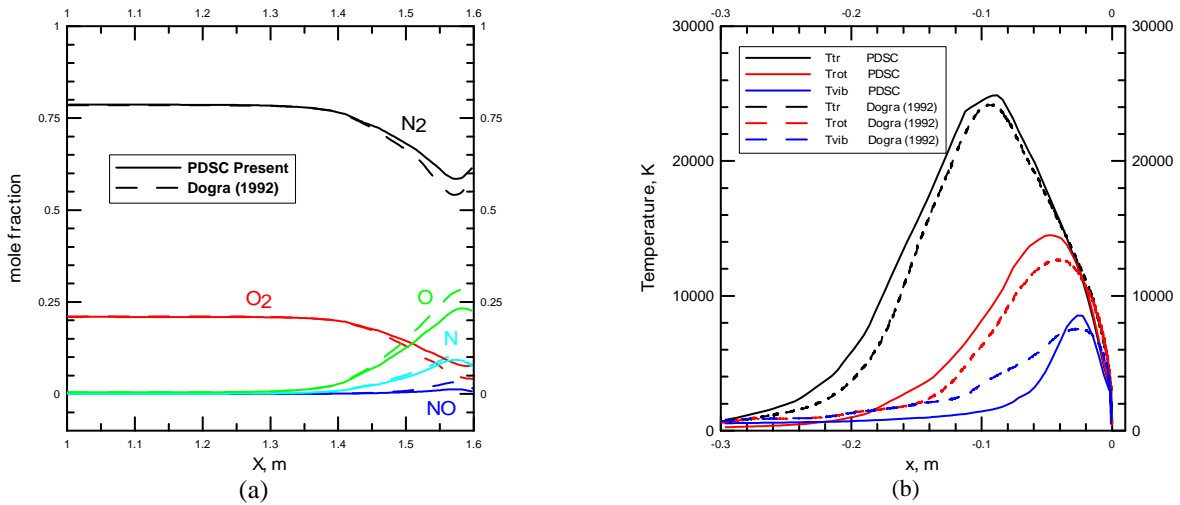 1 1.1 1.2 1.3 1.4 1.5 1.6
1 1
0.75 0.75
0.5 0.5
0.25 0.25
0 0
mole fraction
N2
PDSC Present
Dogra (1992)
O2
O
N
NO
1 1.1 1.2 1.3 1.4 1.5 1.6
X, m
(a)
-0.3 -0.2 -0.1 0
30000 30000
20000 20000
10000 10000
0 0
Temperature, K
Ttr PDSC
Trot PDSC
Tvib PDSC
Ttr Dogra (1992)
Trot Dogra (1992)
Tvib Dogra (1992)
-0.3 -0.2 -0.1 0
x, m
(b)